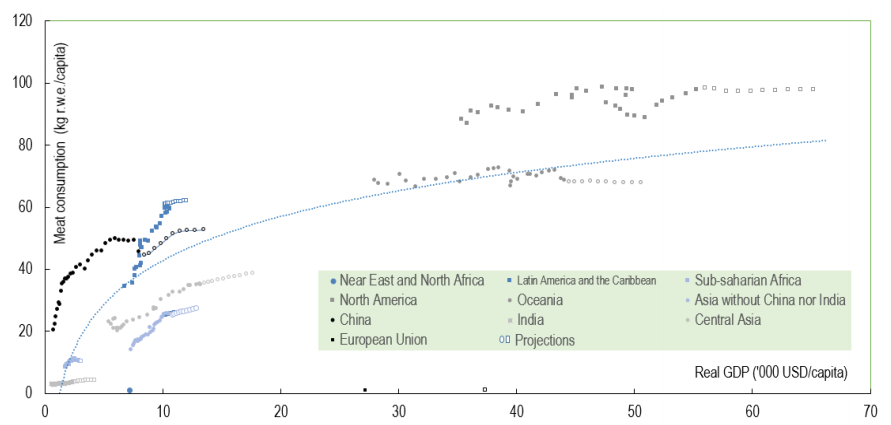 120
100
80
60
40
20
0
Meat consumption (kg r.w.e./capita)
Near East and North Africa
Latin America and the Caribbean
Sub-saharian Africa
North America
Oceania
Asia without China nor India
China
India
Central Asia
European Union
Projections
Real GDP ('000 USD/capita)
0 10 20 30 40 50 60 70